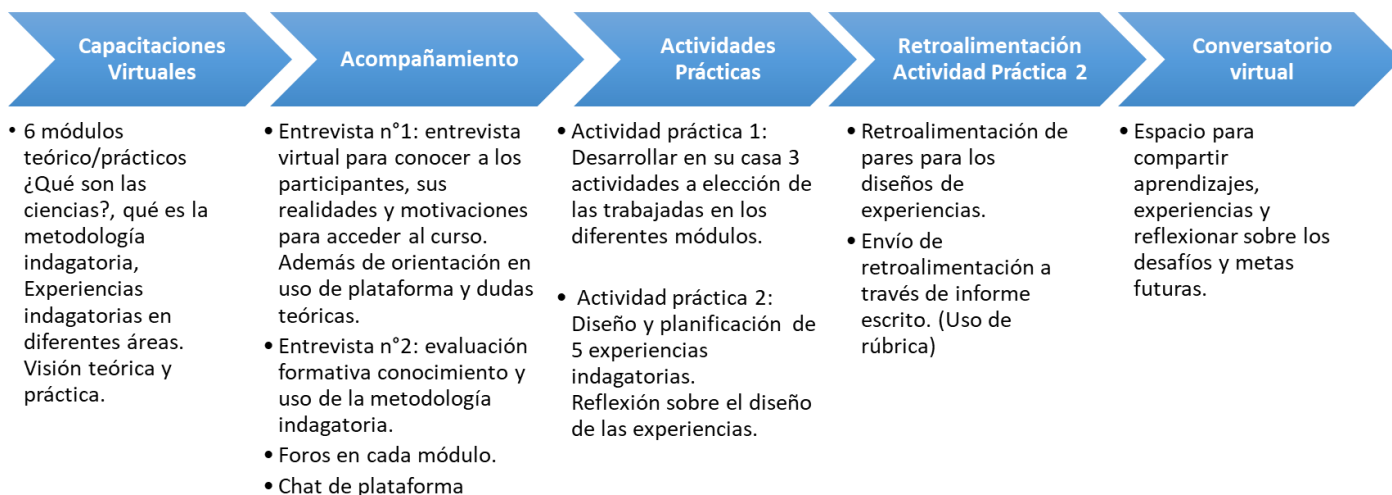 Capacitaciones
Virtuales
• 6 módulos
teórico/prácticos
¿Qué son las
ciencias?, qué es la
metodología
indagatoria,
Experiencias
indagatorias en
diferentes áreas.
Visión teórica y
práctica.
Acompañamiento
• Entrevista n°1: entrevista
virtual para conocer a los
participantes, sus
realidades y motivaciones
para acceder al curso.
Además de orientación en
uso de plataforma y dudas
teóricas.
• Entrevista n°2: evaluación
formativa conocimiento y
uso de la metodología
indagatoria.
• Foros en cada módulo.
• Chat de plataforma
Actividades
Prácticas
• Actividad práctica 1:
Desarrollar en su casa 3
actividades a elección de
las trabajadas en los
diferentes módulos.
• Actividad práctica 2:
Diseño y planificación de
5 experiencias
indagatorias.
Reflexión sobre el diseño
de las experiencias.
Retroalimentación
Actividad Práctica 2
• Retroalimentación de
pares para los
diseños de
experiencias.
• Envío de
retroalimentación a
través de informe
escrito. (Uso de
rúbrica)
Conversatorio
virtual
• Espacio para
compartir
aprendizajes,
experiencias y
reflexionar sobre los
desafíos y metas
futuras.